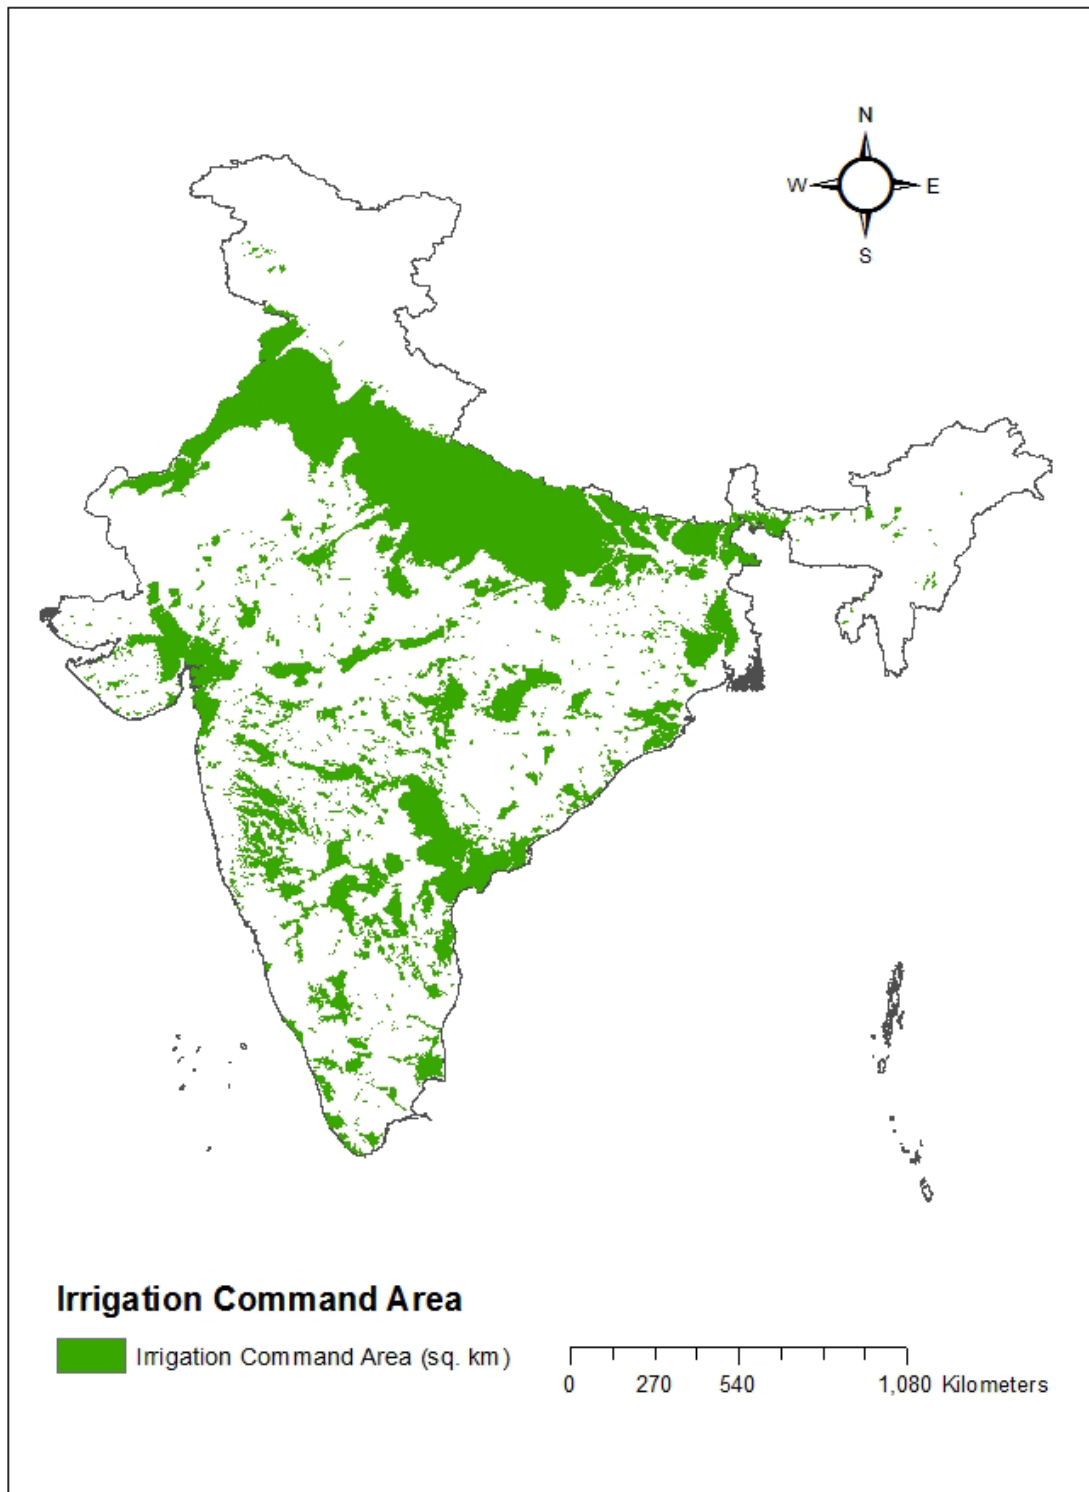 N
W E
S
Irrigation Command Area
Irrigation Command Area (sq. km)
0 270 540 1,080 Kilometers